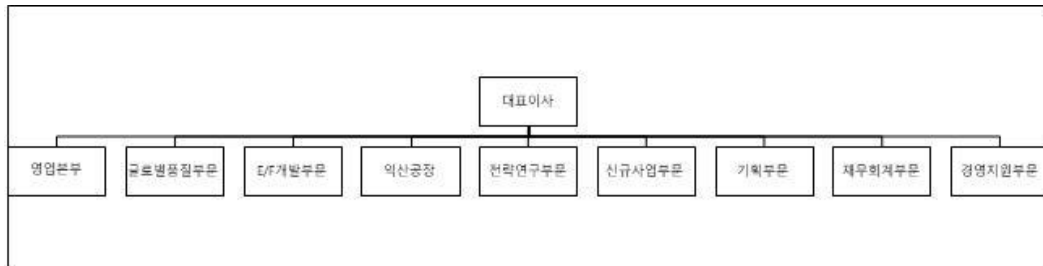 대표이사
영업본부
글로벌품질부문
E/F개발부문
익산공장
전략연구부문
신규사업부문
기획부문
재무회계부문
경영지원부문